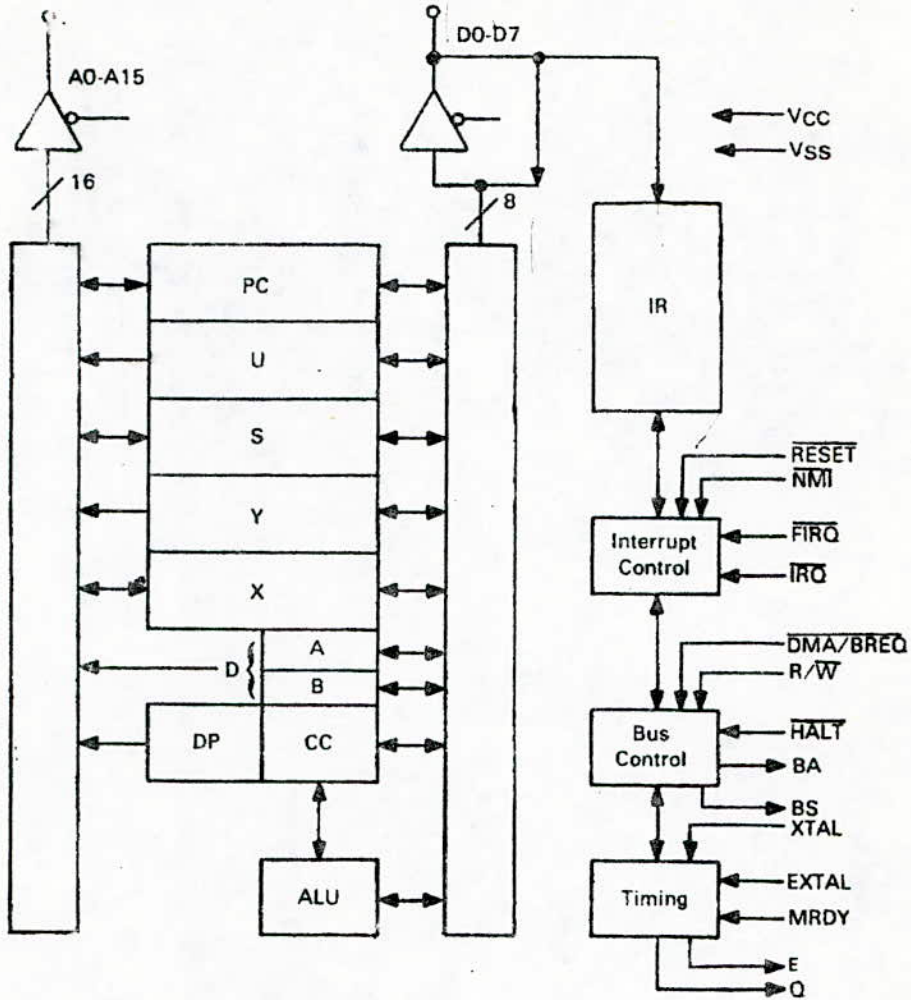 A0-A15
D0-D7
VCC
VSS
16
8
PC
U
S
Y
X
D {
A
B
DP
CC
ALU
IR
RESET
NMI
Interrupt
Control
FIRQ
IRQ
DMA/BREQ
R/W
Bus
Control
HALT
BA
BS
XTAL
Timing
EXTAL
MRDY
E
Q